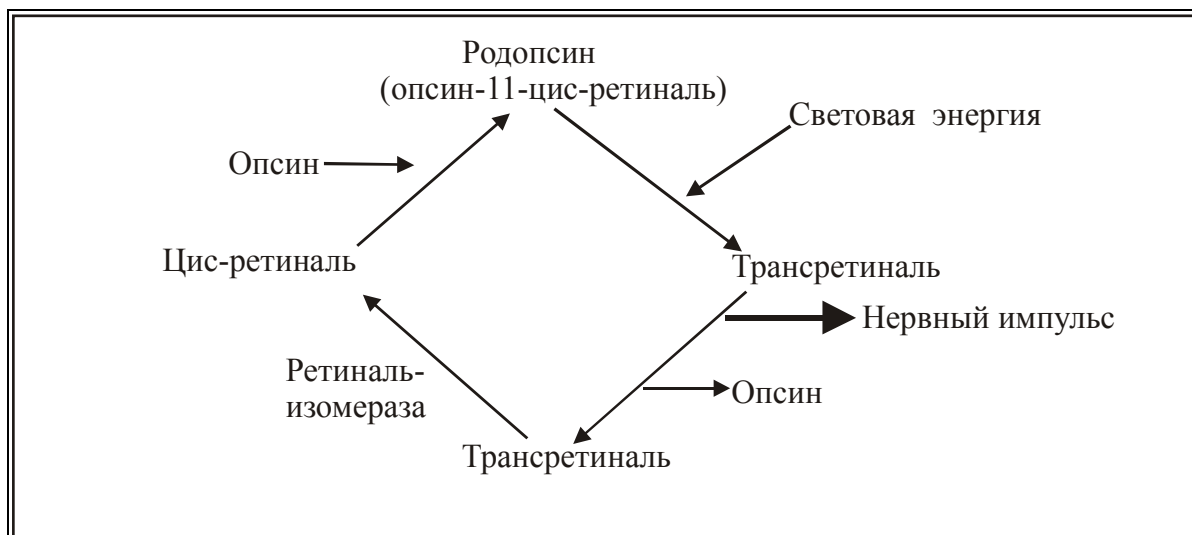 Родопсин
(опсин-11-цис-ретиналь)
Световая энергия
Опсин
Цис-ретиналь
Трансретиналь
Нервный импульс
Ретиналь-
изомераза
Опсин
Трансретиналь